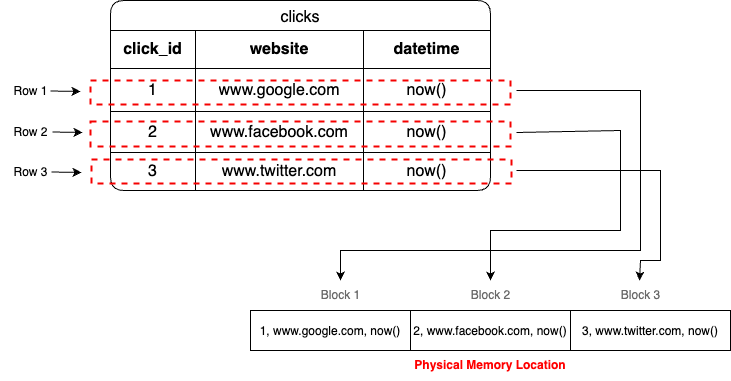 clicks
click_id website datetime
Row 1 1 www.google.com now()
Row 2 2 www.facebook.com now()
Row 3 3 www.twitter.com now()
Block 1 Block 2 Block 3
1, www.google.com, now() 2, www.facebook.com, now() 3, www.twitter.com, now()
Physical Memory Location